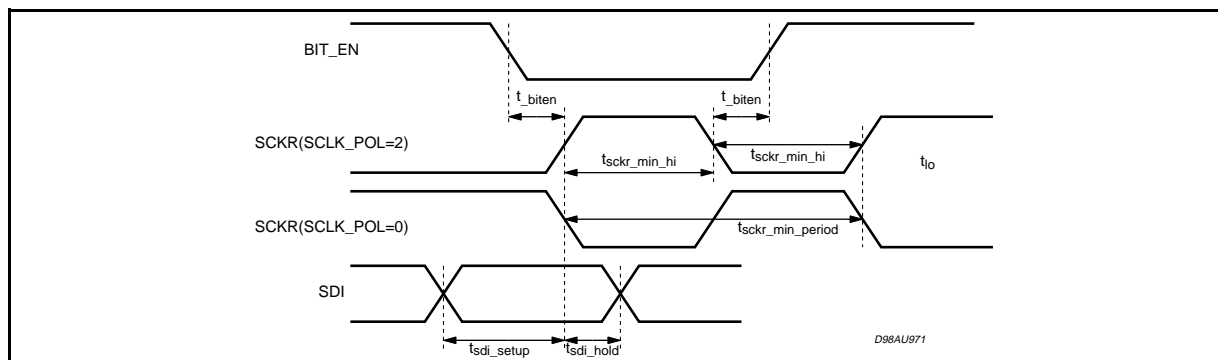 BIT_EN
t_biten
t_biten
SCKR(SCLK_POL=2)
tsckr_min_hi
tsckr_min_hi
tlo
SCKR(SCLK_POL=0)
tsckr_min_period
SDI
tsdi_setup
tsdi_hold
D98AU971